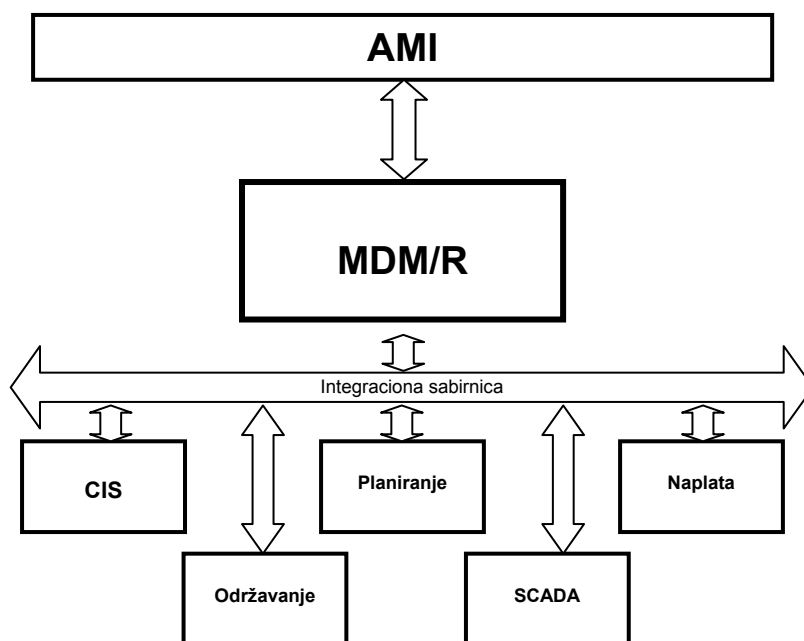 AMI
MDM/R
Integraciona sabirnica
CIS
Planiranje
Naplata
Održavanje
SCADA